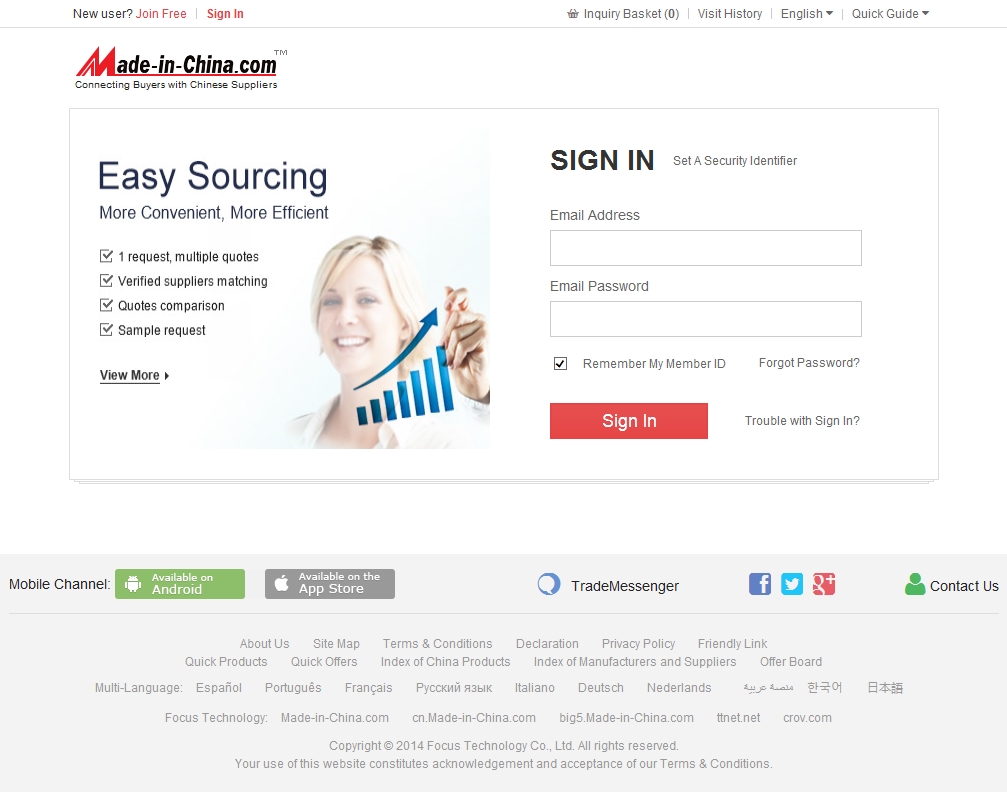 New user? Join Free | Sign In Inquiry Basket (0) | Visit History | English | Quick Guide
Made-in-China.com™
Connecting Buyers with Chinese Suppliers
Easy Sourcing
More Convenient, More Efficient
1 request, multiple quotes
Verified suppliers matching
Quotes comparison
Sample request
View More
SIGN IN Set A Security Identifier
Email Address
Email Password
Remember My Member ID Forgot Password?
Sign In Trouble with Sign In?
Mobile Channel: Available on Android Available on the App Store TradeMessenger Contact Us
About Us Site Map Terms & Conditions Declaration Privacy Policy Friendly Link
Quick Products Quick Offers Index of China Products Index of Manufacturers and Suppliers Offer Board
Multi-Language: Español Português Français Русский язык Italiano Deutsch Nederlands منصة عربية 한국어 日本語
Focus Technology: Made-in-China.com cn.Made-in-China.com big5.Made-in-China.com ttnet.net crov.com
Copyright © 2014 Focus Technology Co., Ltd. All rights reserved.
Your use of this website constitutes acknowledgement and acceptance of our Terms & Conditions.